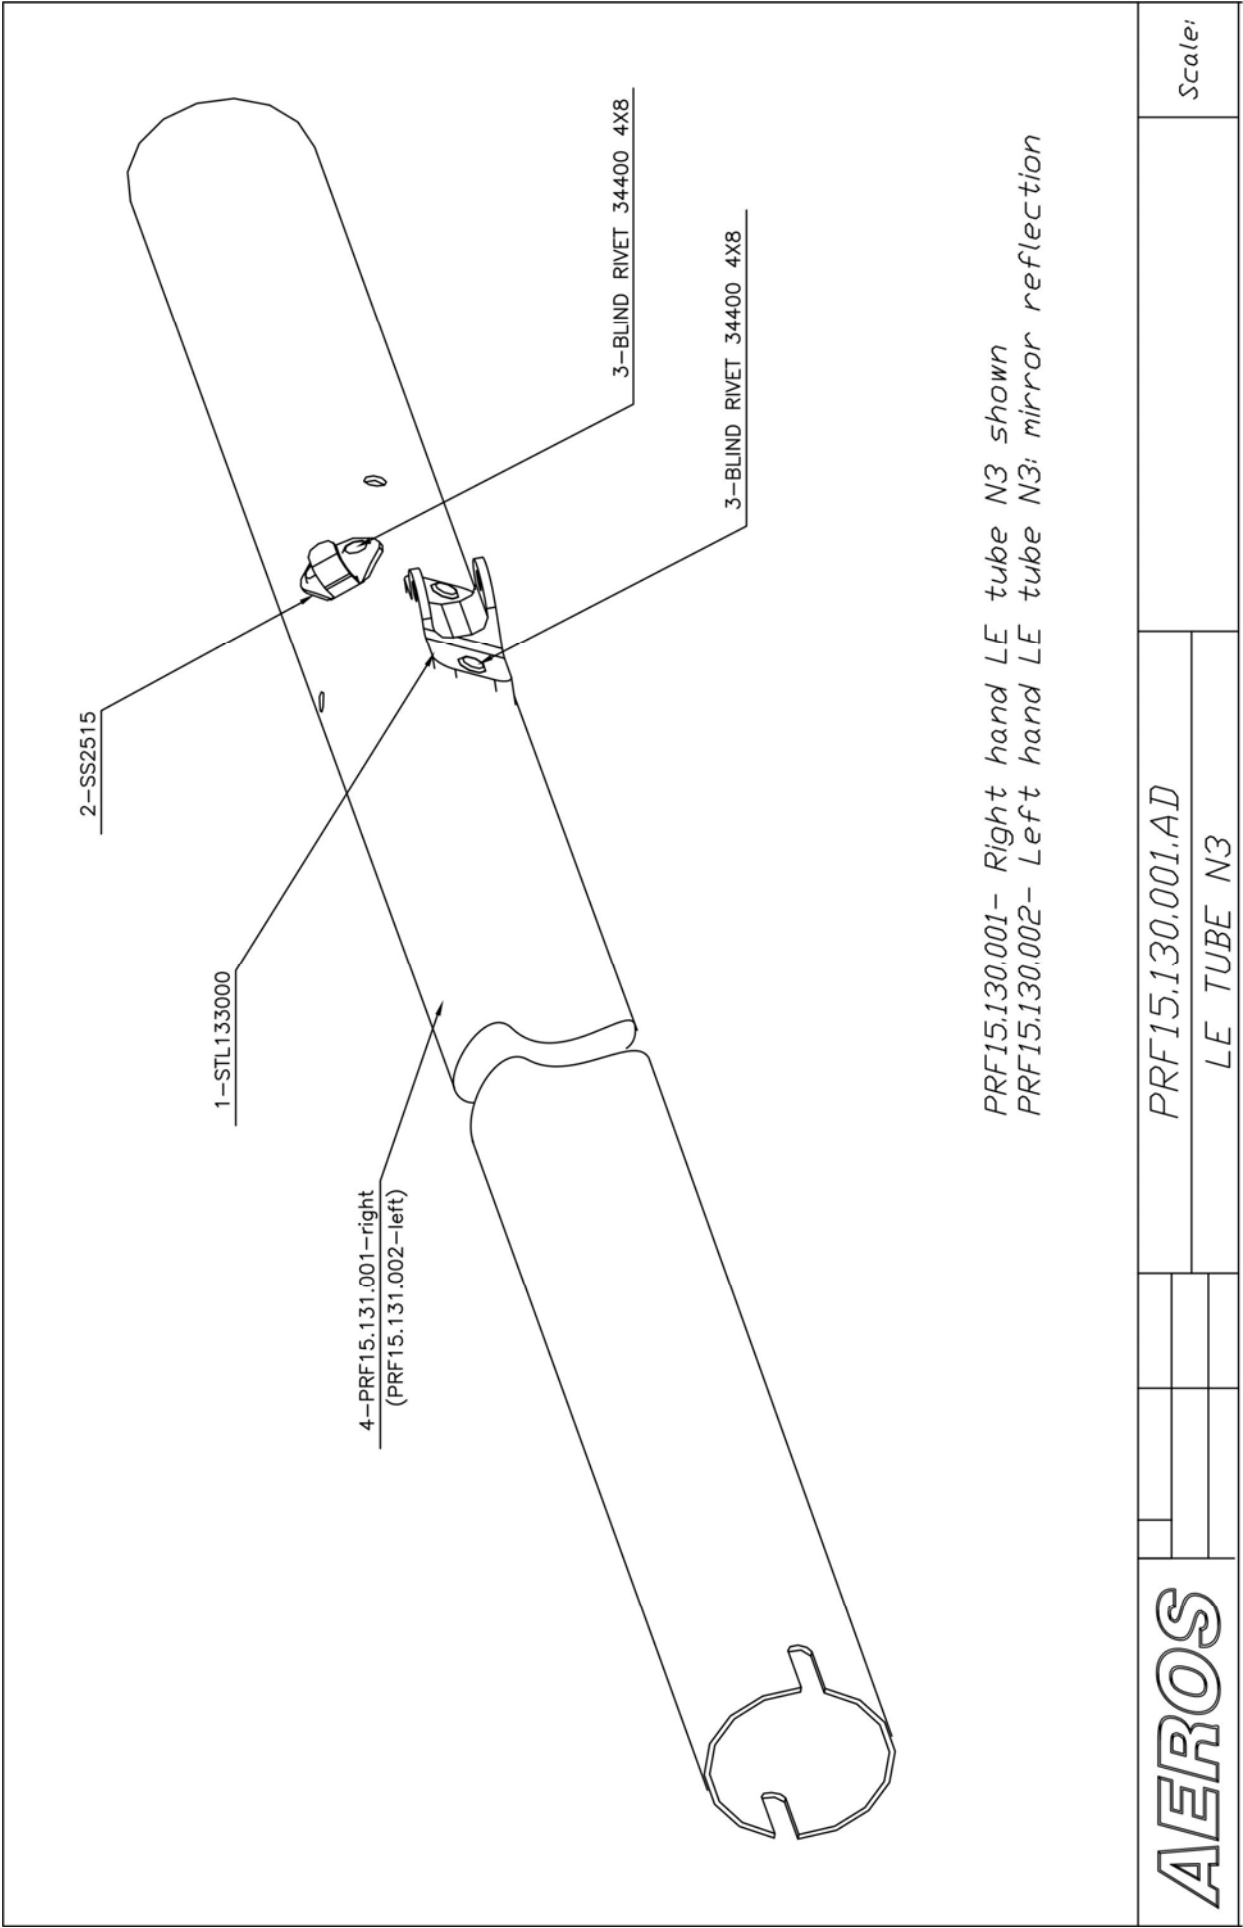 2-SS2515
1-STL133000
4-PRF15.131.001-right
(PRF15.131.002-left)
3-BLIND RIVET 34400 4X8
3-BLIND RIVET 34400 4X8
PRF15.130.001- Right hand LE tube N3 shown
PRF15.130.002- Left hand LE tube N3: mirror reflection
AEROS
PRF15.130.001.AD
LE TUBE N3
Scale: